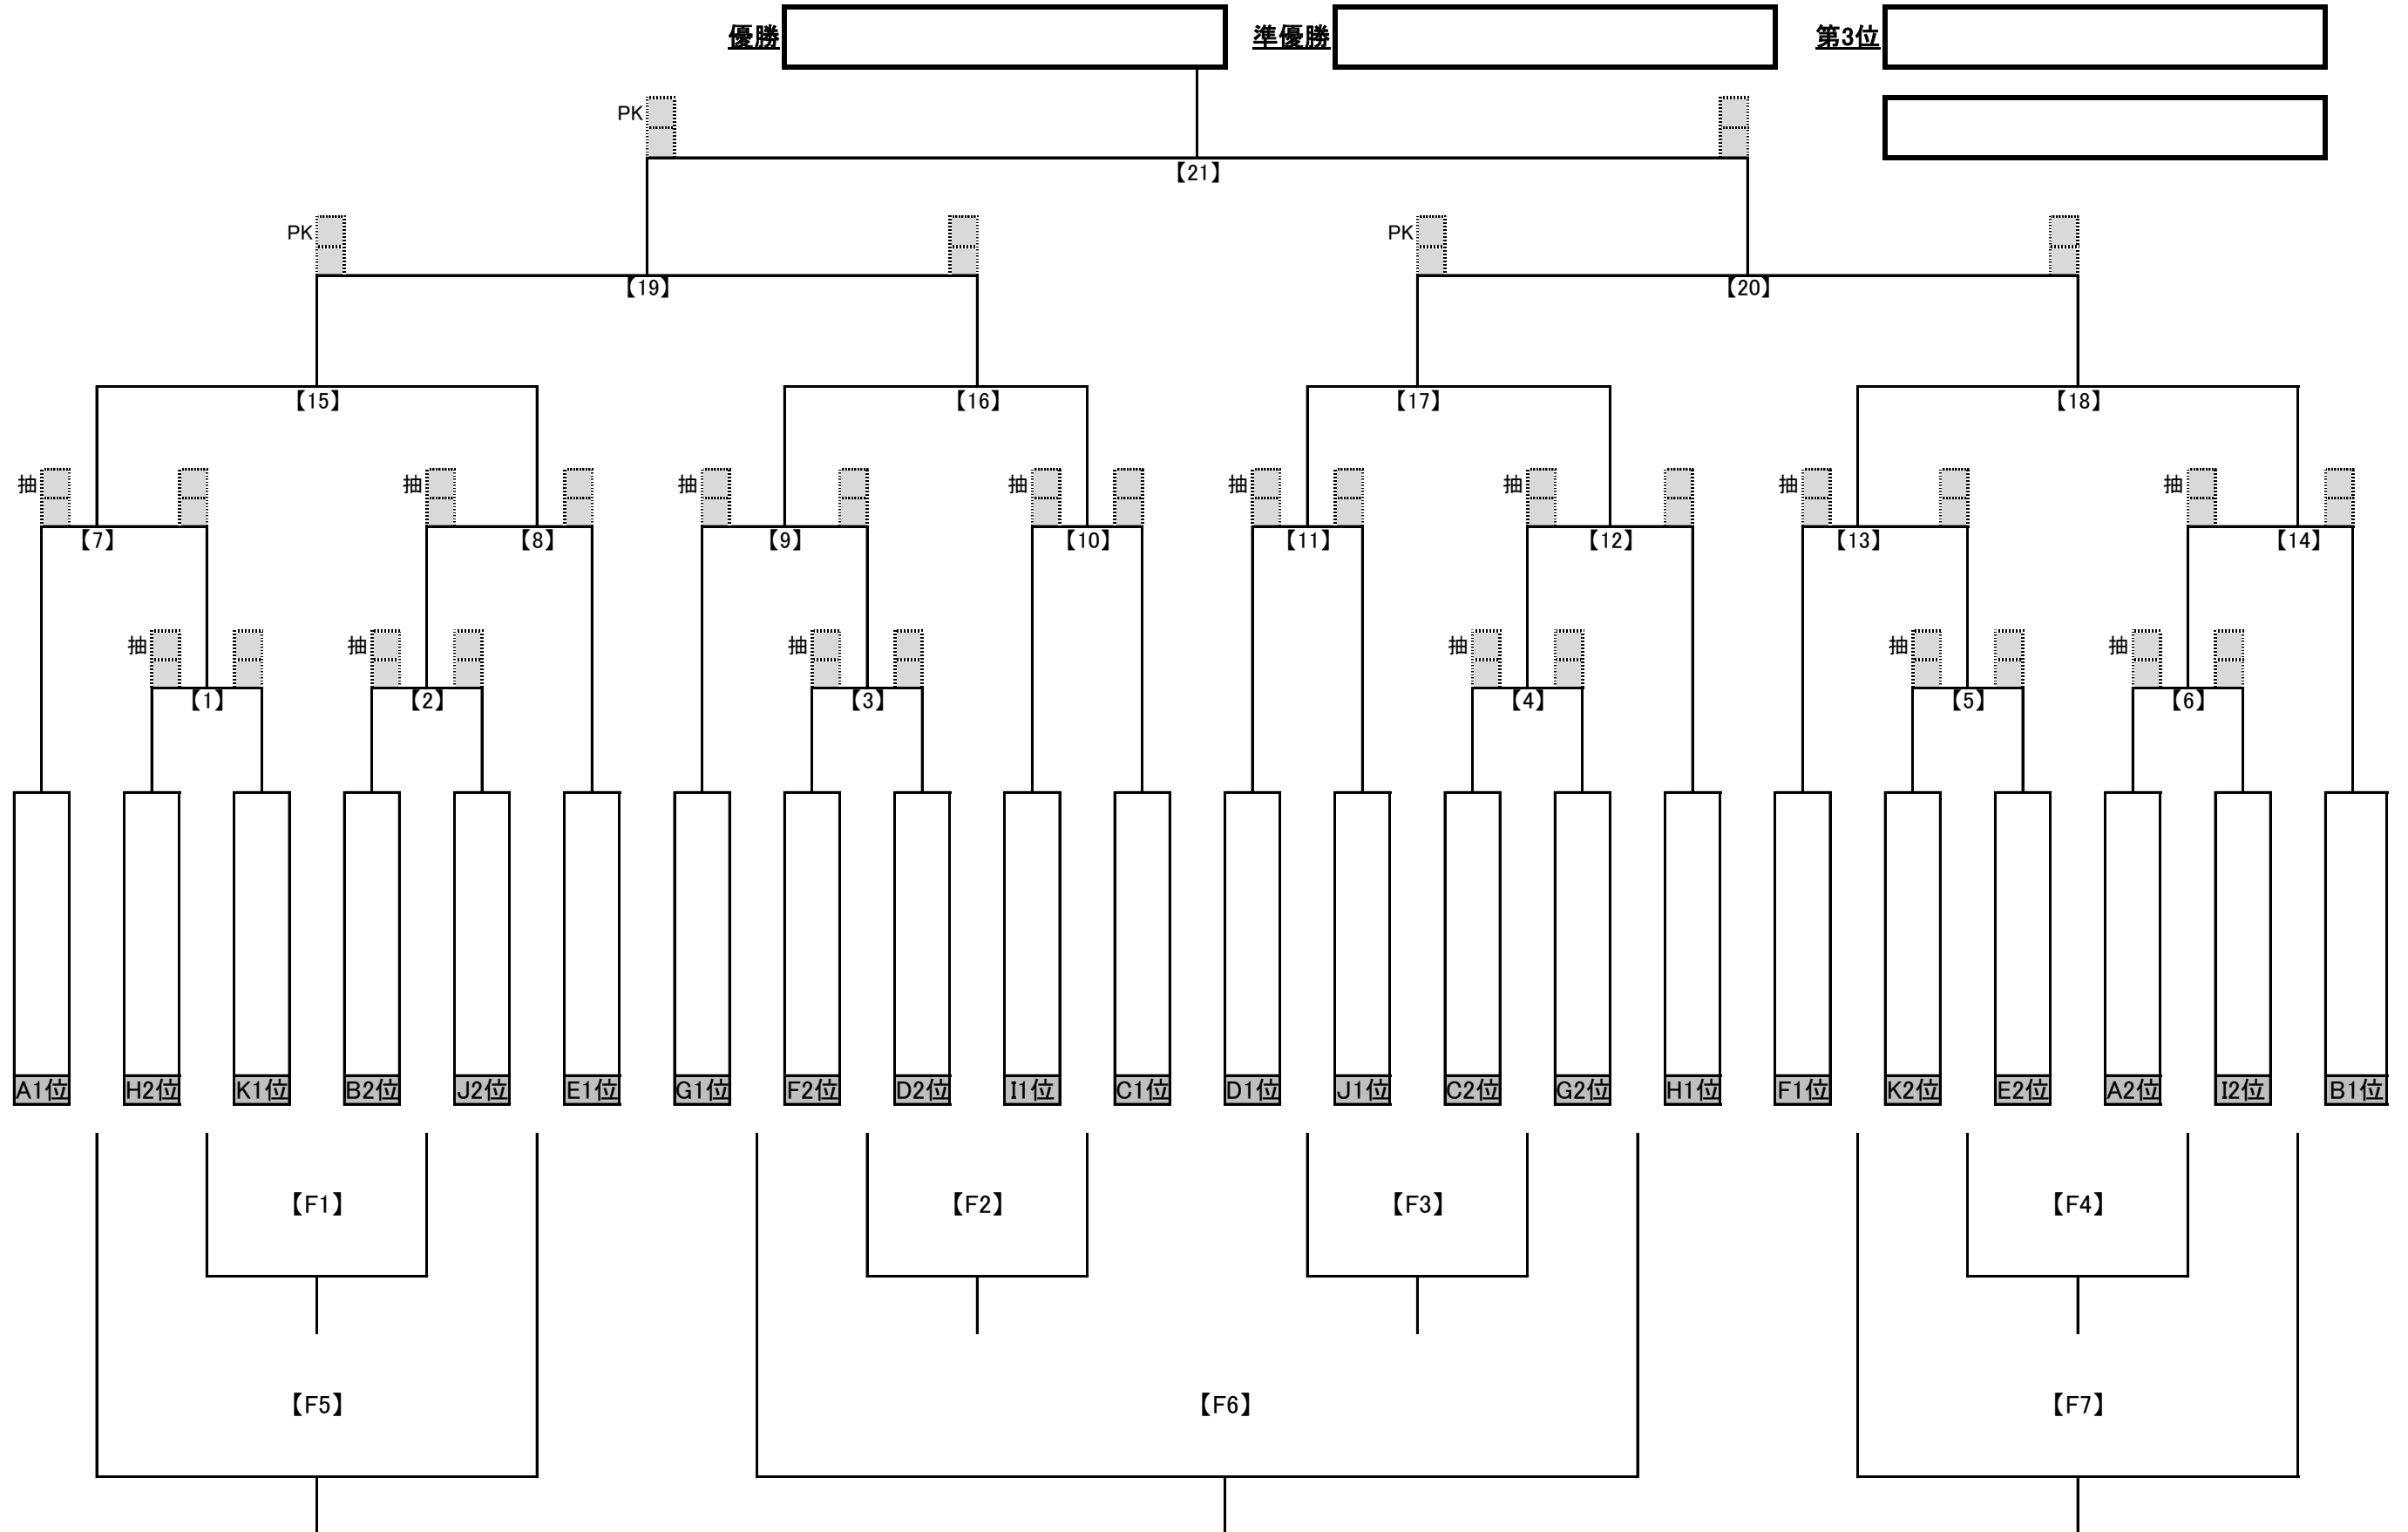 優勝 準優勝 第3位
PK
【21】
PK PK
【19】 【20】
【15】 【16】 【17】 【18】
抽 抽 抽 抽 抽 抽 抽 抽
【7】 【8】 【9】 【10】 【11】 【12】 【13】 【14】
抽 抽 抽 抽 抽 抽
【1】 【2】 【3】 【4】 【5】 【6】
A1位 H2位 K1位 B2位 J2位 E1位 G1位 F2位 D2位 I1位 C1位 D1位 J1位 C2位 G2位 H1位 F1位 K2位 E2位 A2位 I2位 B1位
【F1】 【F2】 【F3】 【F4】
【F5】 【F6】 【F7】